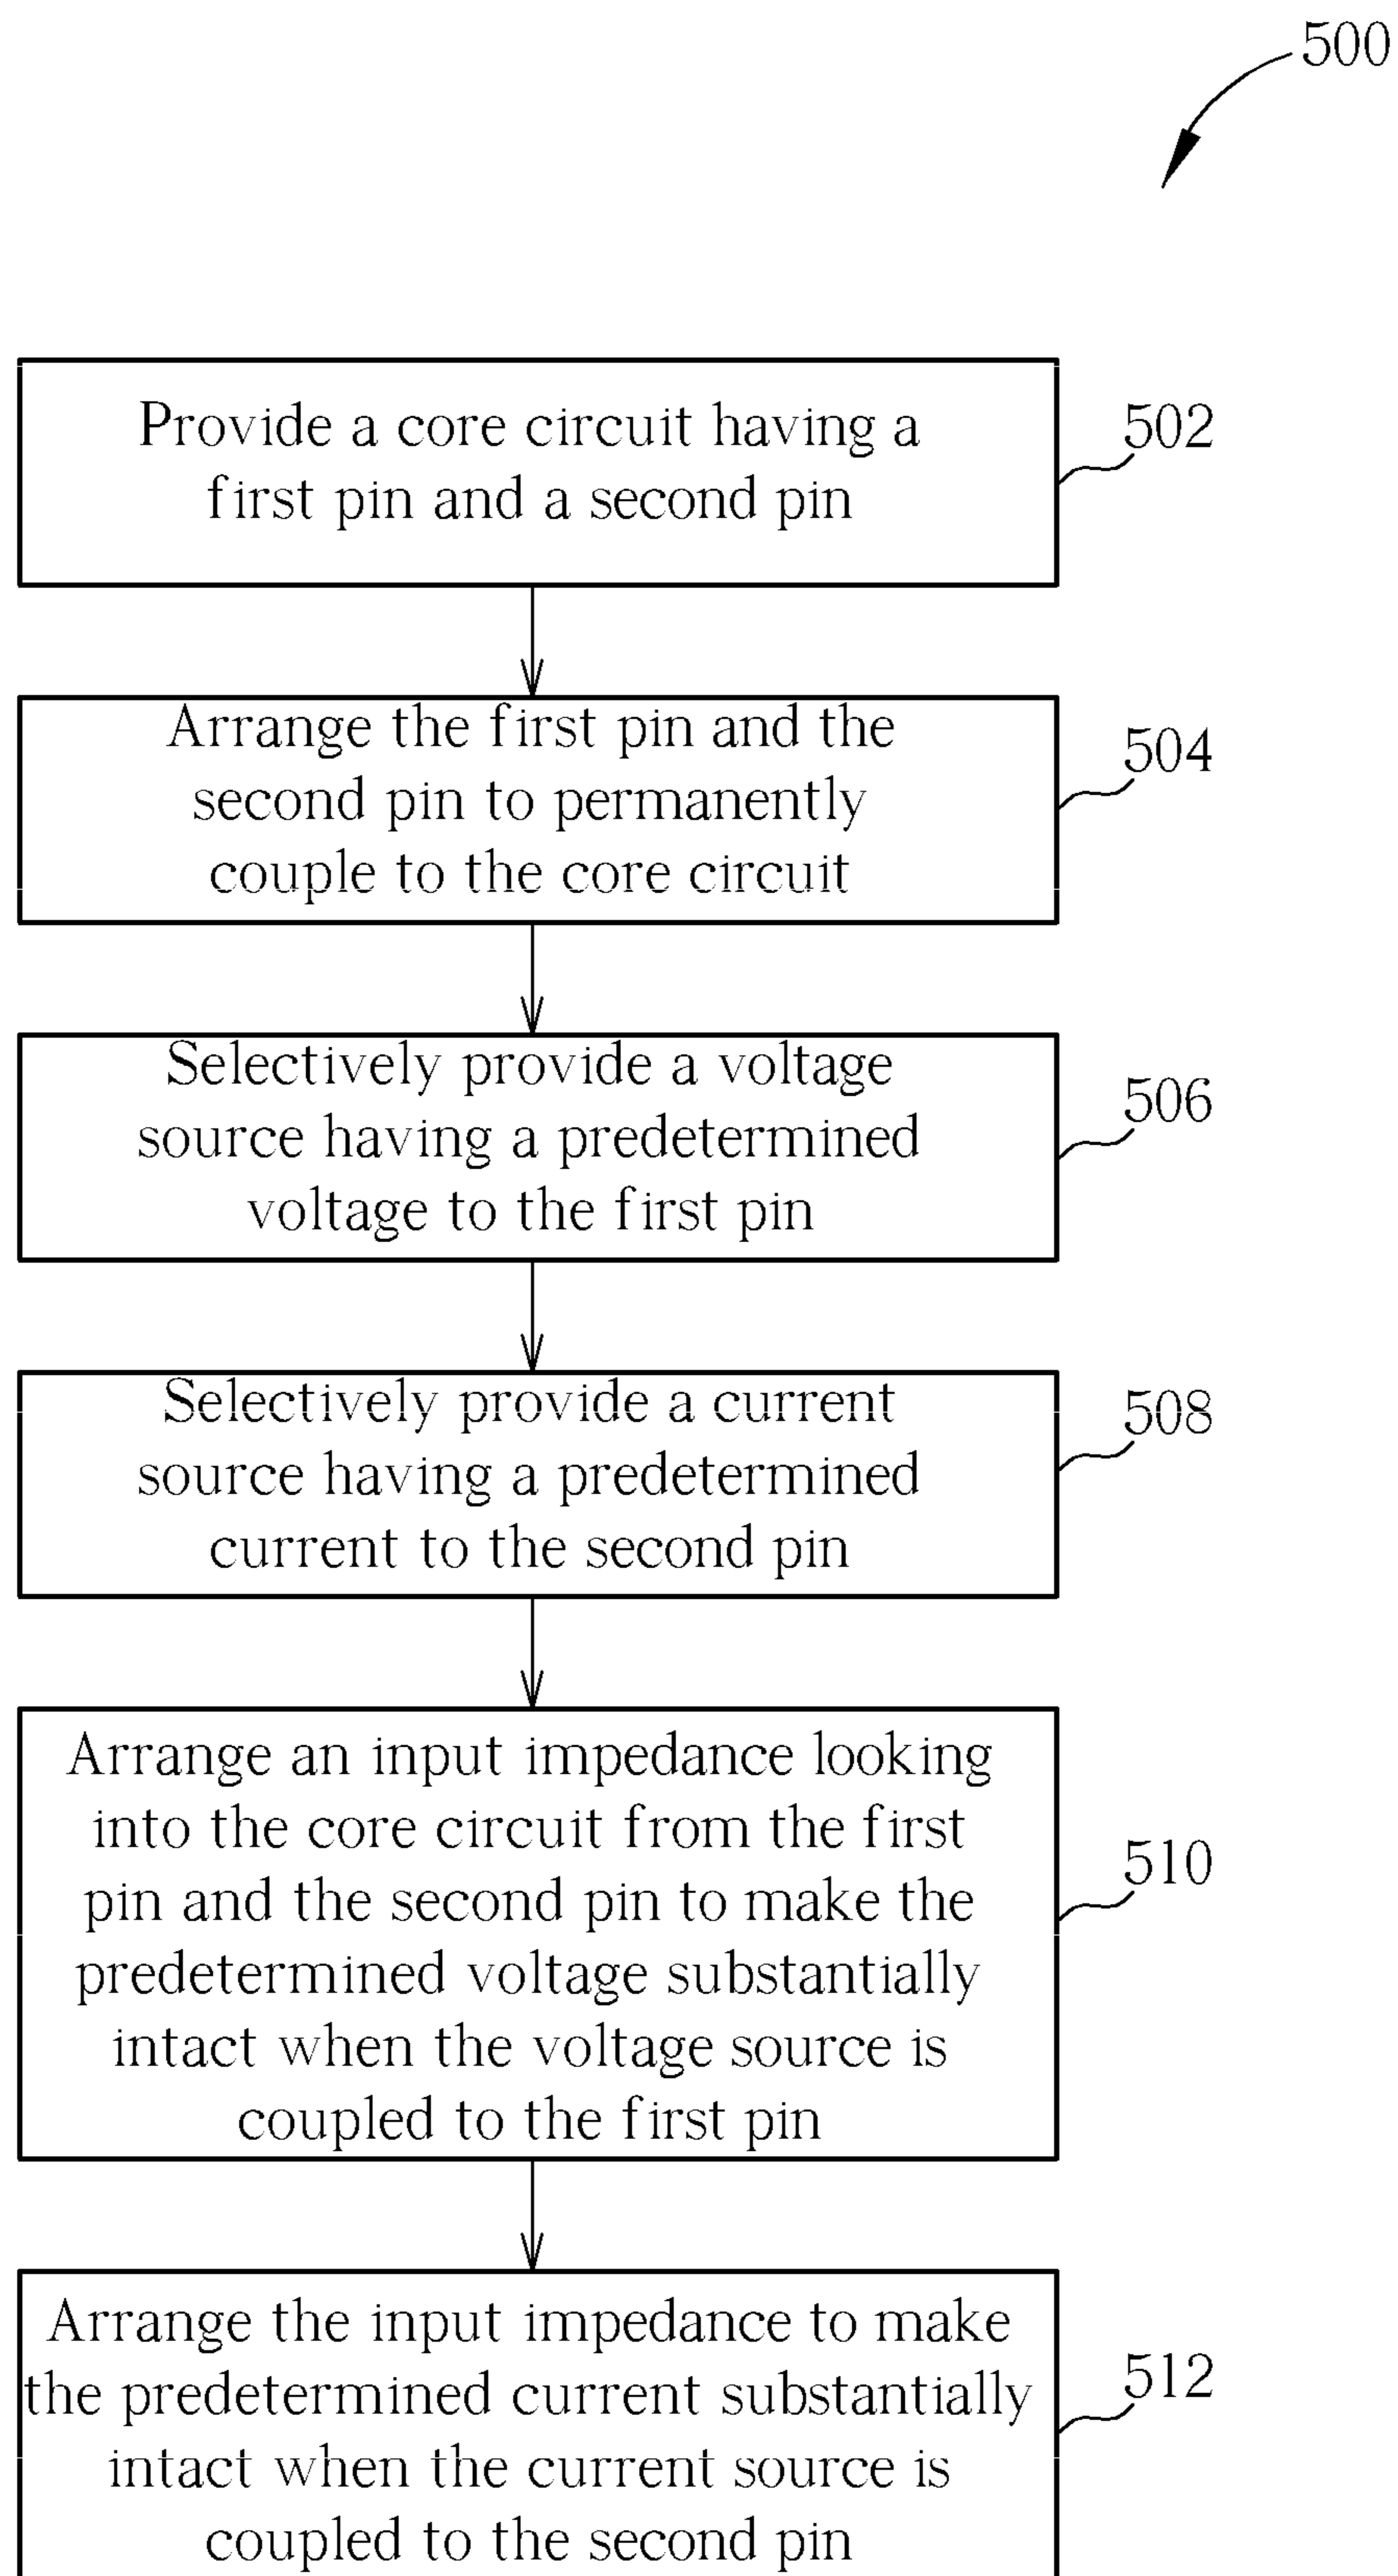 500
Provide a core circuit having a
first pin and a second pin
502
Arrange the first pin and the
second pin to permanently
couple to the core circuit
504
Selectively provide a voltage
source having a predetermined
voltage to the first pin
506
Selectively provide a current
source having a predetermined
current to the second pin
508
Arrange an input impedance looking
into the core circuit from the first
pin and the second pin to make the
predetermined voltage substantially
intact when the voltage source is
coupled to the first pin
510
Arrange the input impedance to make
the predetermined current substantially
intact when the current source is
coupled to the second pin
512